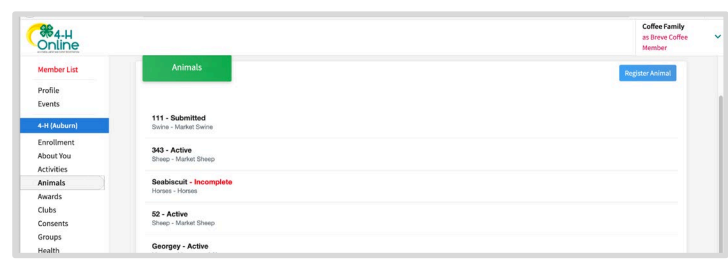 4-H
Online
Coffee Family
as Breve Coffee
Member
Member List
Profile
Events
4-H (Auburn)
Enrollment
About You
Activities
Animals
Awards
Clubs
Consents
Groups
Health
Animals
Register Animal
111 - Submitted
Swine - Market Swine
343 - Active
Sheep - Market Sheep
Seabiscuit - Incomplete
Horses - Horses
52 - Active
Sheep - Market Sheep
Georgey - Active